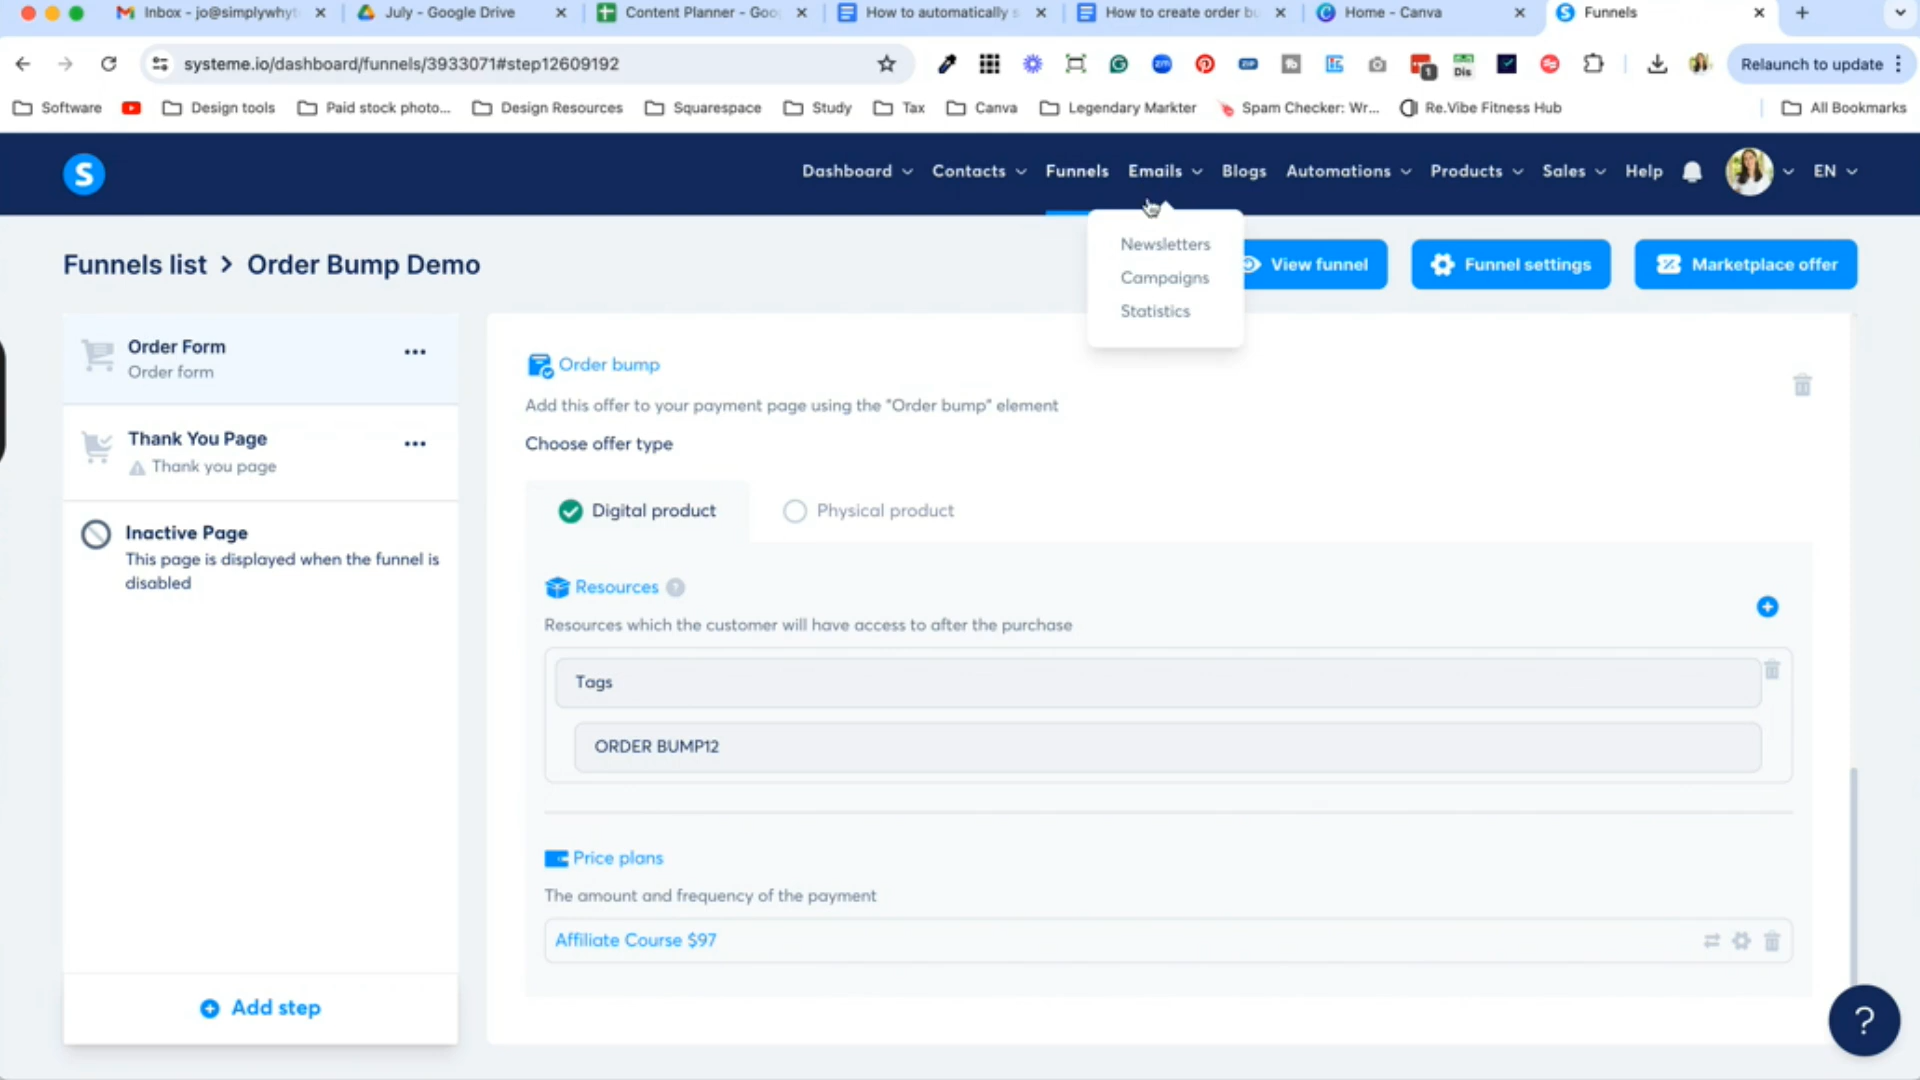 Inbox - jo@simplywhyt
July - Google Drive
Content Planner - Goo
How to automatically s
How to create order bu
Home - Canva
Funnels
systeme.io/dashboard/funnels/3933071#step12609192
Relaunch to update
Software
Design tools
Paid stock photo...
Design Resources
Squarespace
Study
Tax
Canva
Legendary Markter
Spam Checker: Wr...
Re.Vibe Fitness Hub
All Bookmarks
Dashboard
Contacts
Funnels
Emails
Blogs
Automations
Products
Sales
Help
EN
Newsletters
Campaigns
Statistics
Funnels list > Order Bump Demo
View funnel
Funnel settings
Marketplace offer
Order Form
Order form
Thank You Page
Thank you page
Inactive Page
This page is displayed when the funnel is
disabled
Add step
Order bump
Add this offer to your payment page using the "Order bump" element
Choose offer type
Digital product
Physical product
Resources ?
Resources which the customer will have access to after the purchase
Tags
ORDER BUMP12
Price plans
The amount and frequency of the payment
Affiliate Course $97
?